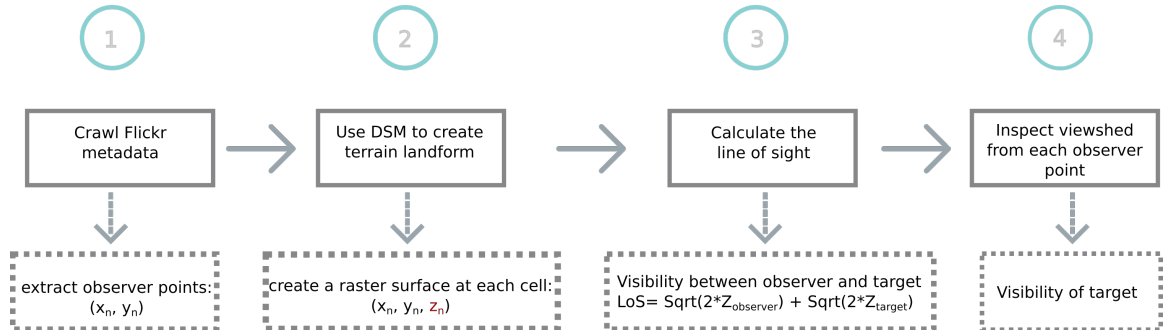 1
2
3
4
Crawl Flickr
metadata
Use DSM to create
terrain landform
Calculate the
line of sight
Inspect viewshed
from each observer
point
extract observer points:
(xₙ, yₙ)
create a raster surface at each cell:
(xₙ, yₙ, zₙ)
Visibility between observer and target
LoS= Sqrt(2*Z_observer) + Sqrt(2*Z_target)
Visibility of target